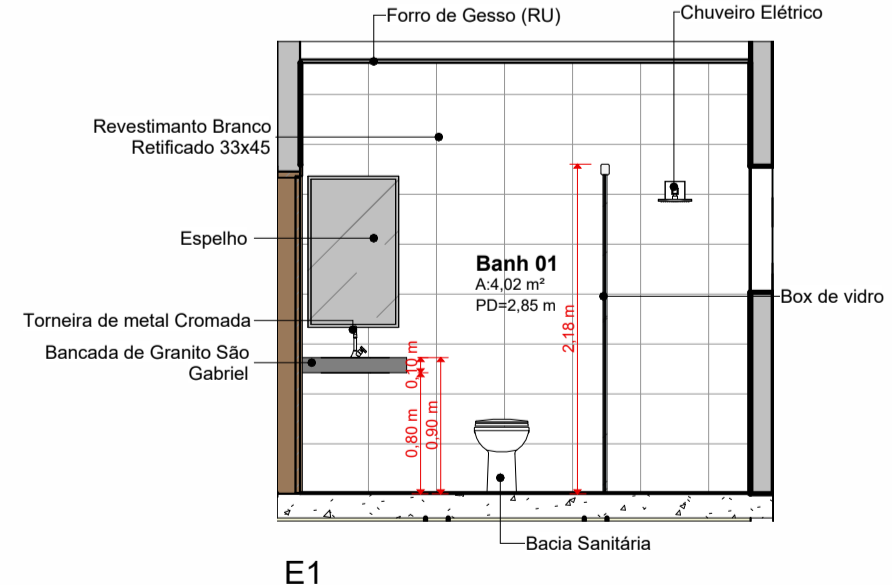 Forro de Gesso (RU)
Chuveiro Elétrico
Revestimanto Branco
Retificado 33x45
Espelho
Banh 01
A:4,02 m²
PD=2,85 m
Box de vidro
2,18 m
Torneira de metal Cromada
Bancada de Granito São
Gabriel
0,10 m
0,80 m
0,90 m
Bacia Sanitária
E1